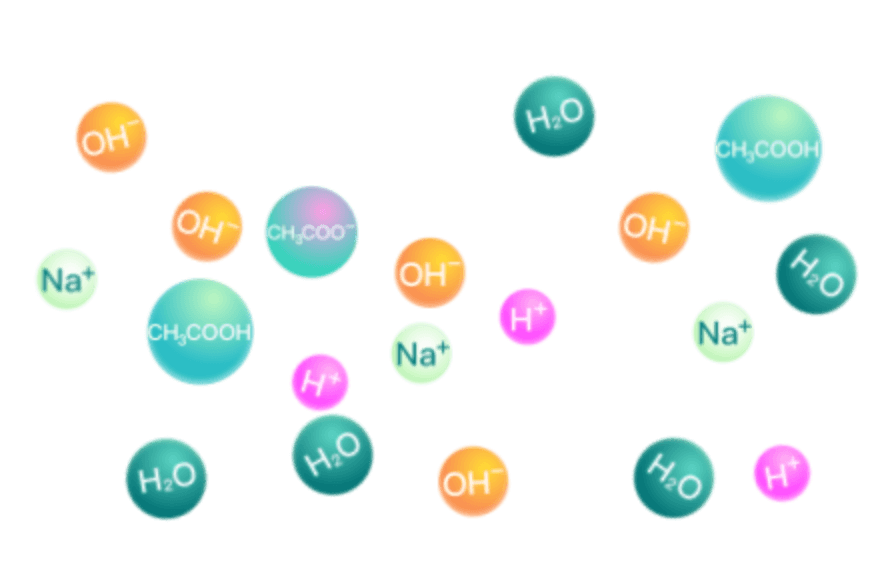 H₂O
OH⁻
CH₃COOH
OH⁻
CH₃COO⁻
OH⁻
OH⁻
H₂O
Na⁺
H⁺
CH₃COOH
Na⁺
Na⁺
H⁺
H₂O
H₂O
OH⁻
H₂O
H⁺